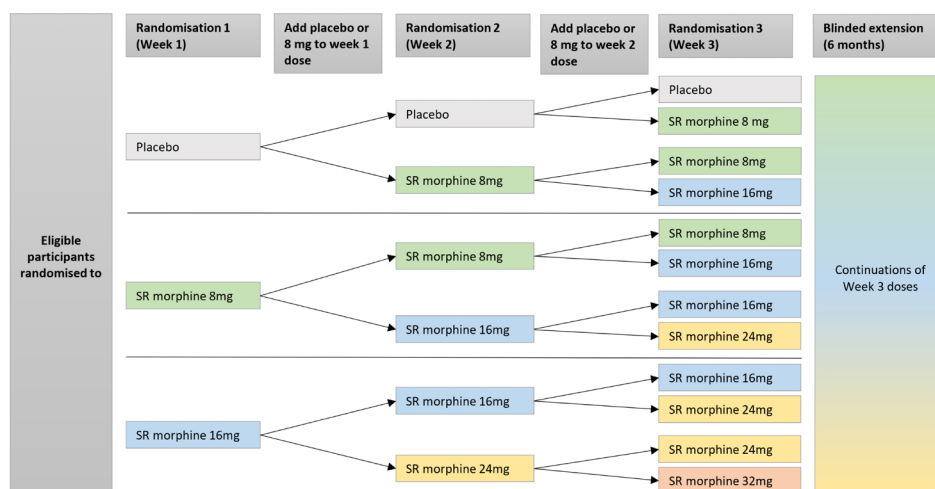 Randomisation 1
(Week 1)
Add placebo or
8 mg to week 1
dose
Randomisation 2
(Week 2)
Add placebo or
8 mg to week 2
dose
Randomisation 3
(Week 3)
Blinded extension
(6 months)
Eligible
participants
randomised to
Placebo
Placebo
Placebo
SR morphine 8 mg
SR morphine 8mg
SR morphine 8mg
SR morphine 16mg
SR morphine 8mg
SR morphine 8mg
SR morphine 8mg
SR morphine 16mg
SR morphine 16mg
SR morphine 16mg
SR morphine 24mg
SR morphine 16mg
SR morphine 16mg
SR morphine 16mg
SR morphine 24mg
SR morphine 24mg
SR morphine 24mg
SR morphine 32mg
Continuations of
Week 3 doses